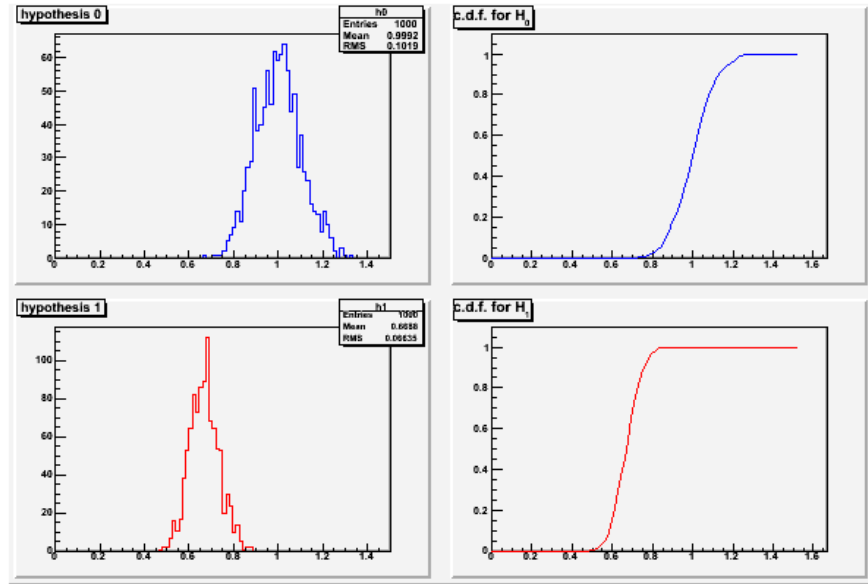 hypothesis 0
h0
Entries 1000
Mean 0.9992
RMS 0.1019
60
50
40
30
20
10
0
0 0.2 0.4 0.6 0.8 1 1.2 1.4
c.d.f. for H0
1
0.8
0.6
0.4
0.2
0
0 0.2 0.4 0.6 0.8 1 1.2 1.4 1.6
hypothesis 1
h1
Entries 1000
Mean 0.6688
RMS 0.06635
100
80
60
40
20
0
0 0.2 0.4 0.6 0.8 1 1.2 1.4
c.d.f. for H1
1
0.8
0.6
0.4
0.2
0
0 0.2 0.4 0.6 0.8 1 1.2 1.4 1.6